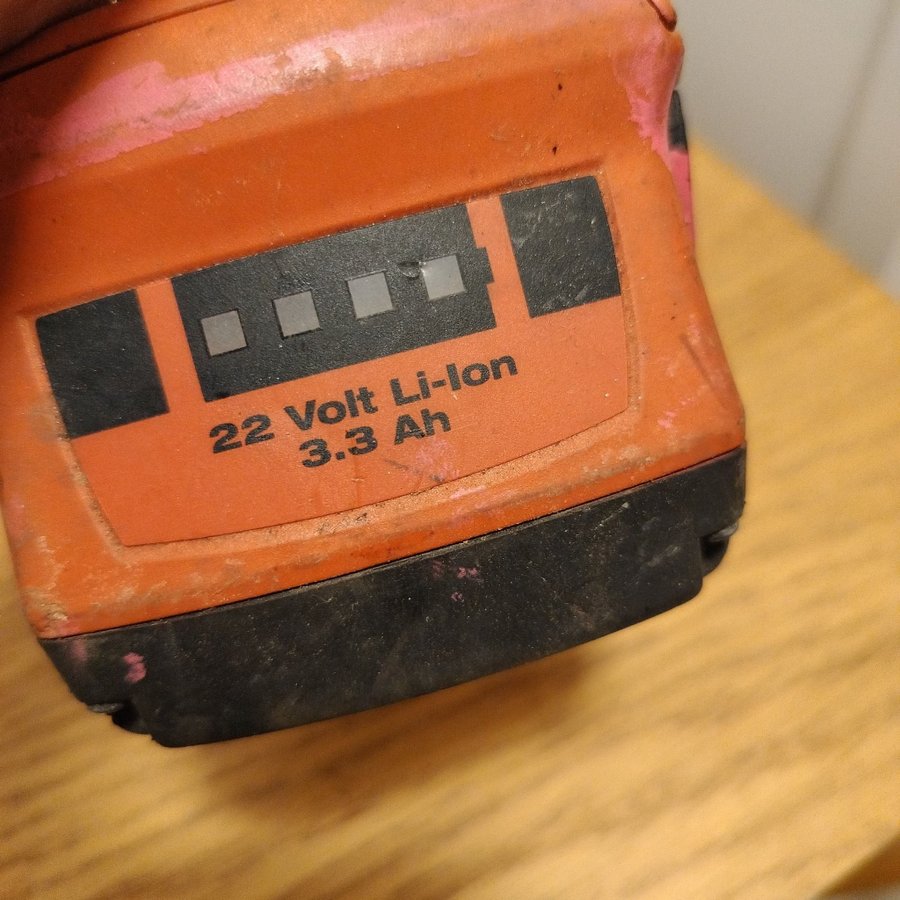 22 Volt Li-Ion
3.3 Ah